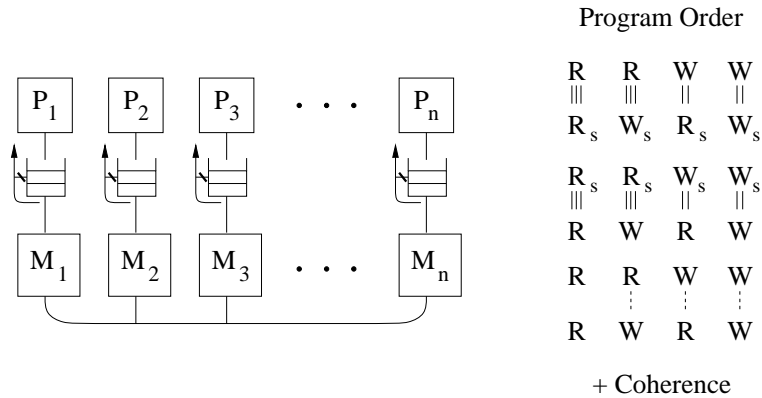 Program Order
P1 P2 P3 . . . Pn
M1 M2 M3 . . . Mn
R R W W
Rs Ws Rs Ws
Rs Rs Ws Ws
R W R W
R R W W
R W R W
+ Coherence